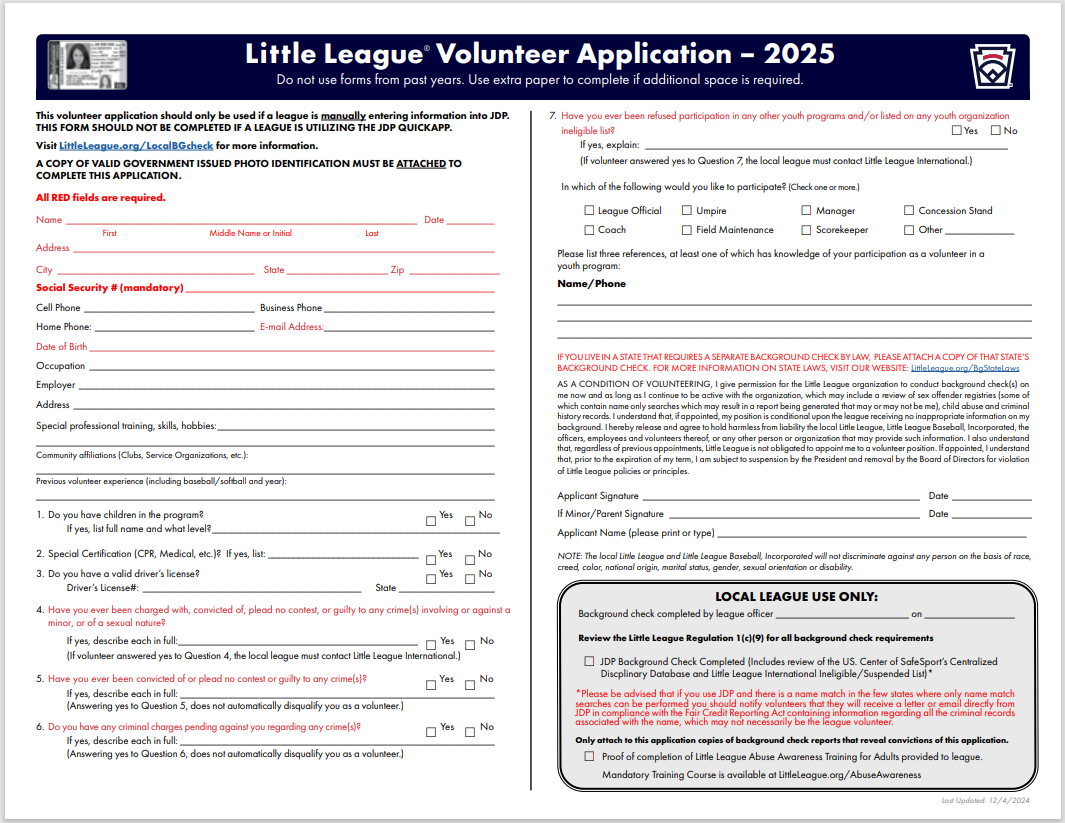 Little League® Volunteer Application – 2025
Do not use forms from past years. Use extra paper to complete if additional space is required.
This volunteer application should only be used if a league is manually entering information into JDP.
THIS FORM SHOULD NOT BE COMPLETED IF A LEAGUE IS UTILIZING THE JDP QUICKAPP.
Visit LittleLeague.org/LocalBGcheck for more information.
A COPY OF VALID GOVERNMENT ISSUED PHOTO IDENTIFICATION MUST BE ATTACHED TO
COMPLETE THIS APPLICATION.
All RED fields are required.
Name Date
First Middle Name or Initial Last
Address
City State Zip
Social Security # (mandatory)
Cell Phone Business Phone
Home Phone: E-mail Address:
Date of Birth
Occupation
Employer
Address
Special professional training, skills, hobbies:
Community affiliations (Clubs, Service Organizations, etc.):
Previous volunteer experience (including baseball/softball and year):
1. Do you have children in the program? Yes No
If yes, list full name and what level?
2. Special Certification (CPR, Medical, etc.)? If yes, list: Yes No
3. Do you have a valid driver's license? Yes No
Driver's License#: State
4. Have you ever been charged with, convicted of, plead no contest, or guilty to any crime(s) involving or against a
minor, or of a sexual nature?
If yes, describe each in full: Yes No
(If volunteer answered yes to Question 4, the local league must contact Little League International.)
5. Have you ever been convicted of or plead no contest or guilty to any crime(s)? Yes No
If yes, describe each in full:
(Answering yes to Question 5, does not automatically disqualify you as a volunteer.)
6. Do you have any criminal charges pending against you regarding any crime(s)? Yes No
If yes, describe each in full:
(Answering yes to Question 6, does not automatically disqualify you as a volunteer.)
7. Have you ever been refused participation in any other youth programs and/or listed on any youth organization
ineligible list? Yes No
If yes, explain:
(If volunteer answered yes to Question 7, the local league must contact Little League International.)
In which of the following would you like to participate? (Check one or more.)
League Official Umpire Manager Concession Stand
Coach Field Maintenance Scorekeeper Other
Please list three references, at least one of which has knowledge of your participation as a volunteer in a
youth program:
Name/Phone
IF YOU LIVE IN A STATE THAT REQUIRES A SEPARATE BACKGROUND CHECK BY LAW, PLEASE ATTACH A COPY OF THAT STATE'S
BACKGROUND CHECK. FOR MORE INFORMATION ON STATE LAWS, VISIT OUR WEBSITE: LittleLeague.org/BgStateLaws
AS A CONDITION OF VOLUNTEERING, I give permission for the Little League organization to conduct background check(s) on
me now and as long as I continue to be active with the organization, which may include a review of sex offender registries (some of
which contain name only searches which may result in a report being generated that may or may not be me), child abuse and criminal
history records. I understand that, if appointed, my position is conditional upon the league receiving no inappropriate information on my
background. I hereby release and agree to hold harmless from liability the local Little League, Little League Baseball, Incorporated, the
officers, employees and volunteers thereof, or any other person or organization that may provide such information. I also understand
that, regardless of previous appointments, Little League is not obligated to appoint me to a volunteer position. If appointed, I understand
that, prior to the expiration of my term, I am subject to suspension by the President and removal by the Board of Directors for violation
of Little League policies or principles.
Applicant Signature Date
If Minor/Parent Signature Date
Applicant Name (please print or type)
NOTE: The local Little League and Little League Baseball, Incorporated will not discriminate against any person on the basis of race,
creed, color, national origin, marital status, gender, sexual orientation or disability.
LOCAL LEAGUE USE ONLY:
Background check completed by league officer on
Review the Little League Regulation 1(c)(9) for all background check requirements
JDP Background Check Completed (Includes review of the US. Center of SafeSport's Centralized
Discplinary Database and Little League International Ineligible/Suspended List)*
*Please be advised that if you use JDP and there is a name match in the few states where only name match
searches can be performed you should notify volunteers that they will receive a letter or email directly from
JDP in compliance with the Fair Credit Reporting Act containing information regarding all the criminal records
associated with the name, which may not necessarily be the league volunteer.
Only attach to this application copies of background check reports that reveal convictions of this application.
Proof of completion of Little League Abuse Awareness Training for Adults provided to league.
Mandatory Training Course is available at LittleLeague.org/AbuseAwareness
Last Updated: 12/4/2024